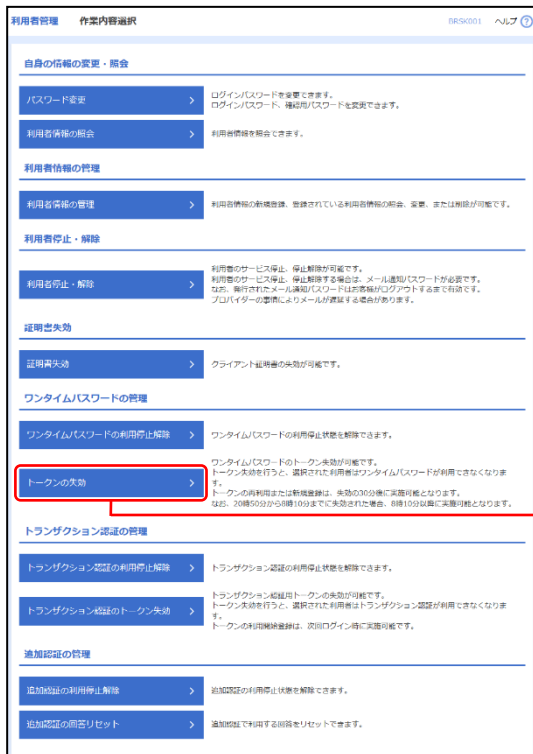 利用者管理 作業内容選択 BRSK001 ヘルプ ?
自身の情報の変更・照会
パスワード変更 >
ログインパスワードを変更できます。
ログインパスワード、確認用パスワードを変更できます。
利用者情報の照会 >
利用者情報を照会できます。
利用者情報の管理
利用者情報の管理 >
利用者情報の新規登録、登録されている利用者情報の照会、変更、または削除が可能です。
利用者停止・解除
利用者停止・解除 >
利用者のサービス停止、停止解除が可能です。
利用者のサービス停止、停止解除する場合は、メール通知パスワードが必要です。
なお、発行されたメール通知パスワードはお客様がログアウトするまで有効です。
プロバイダーの事情によりメールが遅延する場合があります。
証明書失効
証明書失効 >
クライアント証明書の失効が可能です。
ワンタイムパスワードの管理
ワンタイムパスワードの利用停止解除 >
ワンタイムパスワードの利用停止状態を解除できます。
トークンの失効 >
ワンタイムパスワードのトークン失効が可能です。
トークン失効を行うと、選択された利用者はワンタイムパスワードが利用できなくなりま
す。
トークンの再利用または新規登録は、失効の30分後に実施可能となります。
なお、20時50分から8時10分までに失効された場合、8時10分以降に実施可能となります。
トランザクション認証の管理
トランザクション認証の利用停止解除 >
トランザクション認証の利用停止状態を解除できます。
トランザクション認証のトークン失効 >
トランザクション認証用トークンの失効が可能です。
トークン失効を行うと、選択された利用者はトランザクション認証が利用できなくなりま
す。
トークンの利用開始登録は、次回ログイン時に実施可能です。
追加認証の管理
追加認証の利用停止解除 >
追加認証の利用停止状態を解除できます。
追加認証の回答リセット >
追加認証で利用する回答をリセットできます。